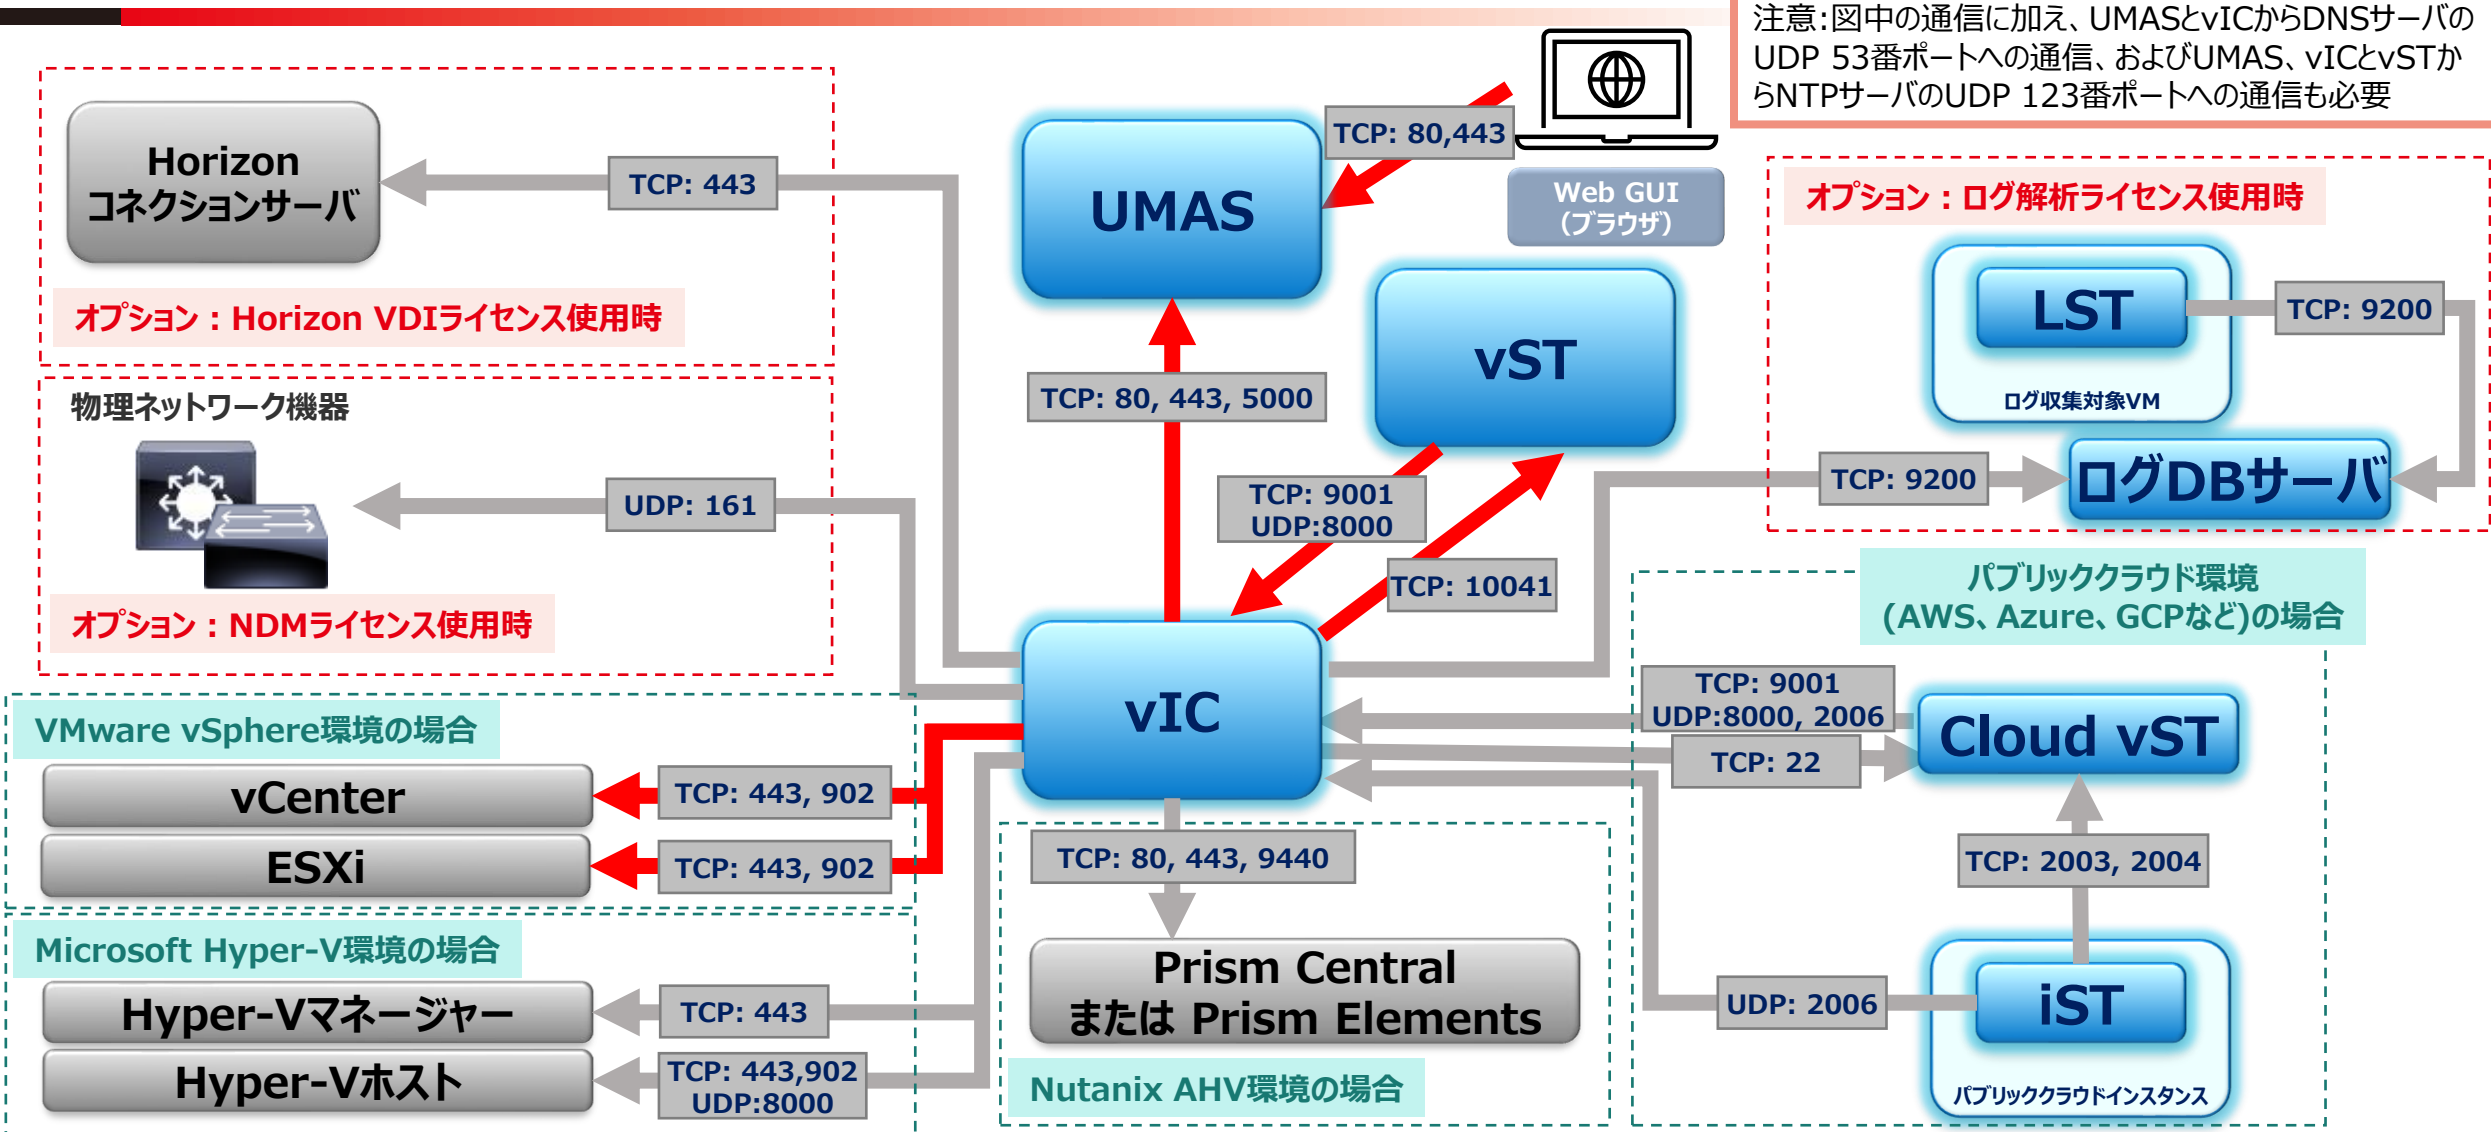 注意:図中の通信に加え、UMASとvICからDNSサーバの
UDP 53番ポートへの通信、およびUMAS、vICとvSTか
らNTPサーバのUDP 123番ポートへの通信も必要
Horizon
コネクションサーバ
TCP: 443
オプション：Horizon VDIライセンス使用時
UMAS
TCP: 80,443
Web GUI
（ブラウザ）
オプション：ログ解析ライセンス使用時
LST
TCP: 9200
ログ収集対象VM
vST
TCP: 80, 443, 5000
物理ネットワーク機器
UDP: 161
オプション：NDMライセンス使用時
TCP: 9001
UDP:8000
TCP: 10041
TCP: 9200
ログDBサーバ
パブリッククラウド環境
(AWS、Azure、GCPなど)の場合
vIC
TCP: 9001
UDP:8000, 2006
Cloud vST
TCP: 22
VMware vSphere環境の場合
vCenter
TCP: 443, 902
ESXi
TCP: 443, 902
TCP: 80, 443, 9440
TCP: 2003, 2004
Microsoft Hyper-V環境の場合
Hyper-Vマネージャー
TCP: 443
Hyper-Vホスト
TCP: 443,902
UDP:8000
Prism Central
または Prism Elements
Nutanix AHV環境の場合
UDP: 2006
iST
パブリッククラウドインスタンス